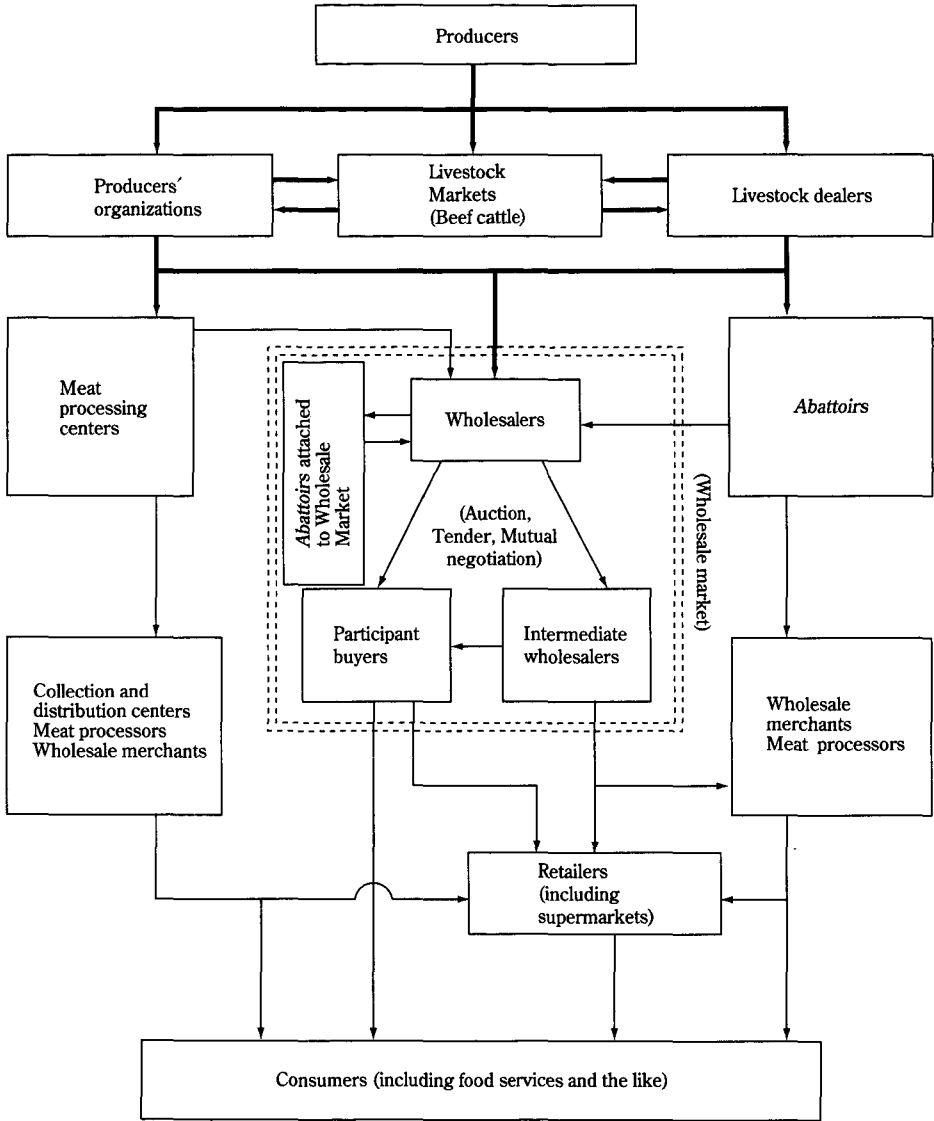 Producers
Producers´
organizations
Livestock
Markets
(Beef cattle)
Livestock dealers
Meat
processing
centers
Abattoirs attached
to Wholesale
Market
Wholesalers
Abattoirs
(Auction,
Tender, Mutual
negotiation)
(Wholesale market)
Participant
buyers
Intermediate
wholesalers
Collection and
distribution centers
Meat processors
Wholesale merchants
Wholesale
merchants
Meat processors
Retailers
(including
supermarkets)
Consumers (including food services and the like)